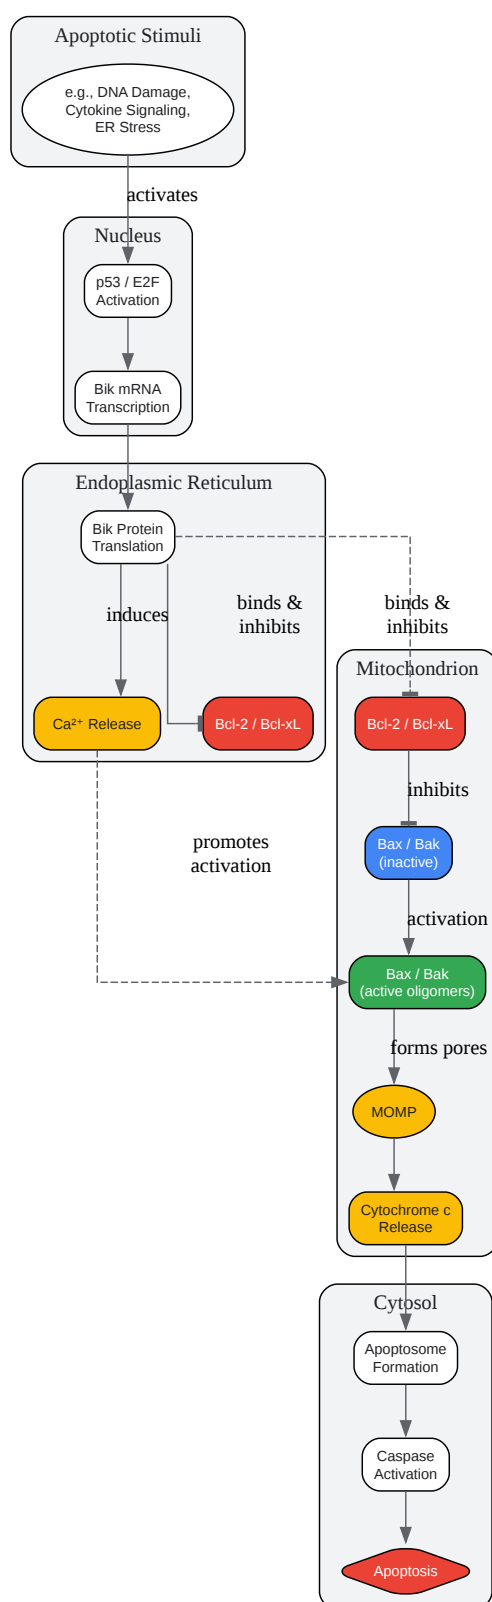 Apoptotic Stimuli
e.g., DNA Damage,
Cytokine Signaling,
ER Stress
activates
Nucleus
p53 / E2F
Activation
Bik mRNA
Transcription
Endoplasmic Reticulum
Bik Protein
Translation
induces
binds &
inhibits
binds &
inhibits
Mitochondrion
Ca²⁺ Release
Bcl-2 / Bcl-xL
Bcl-2 / Bcl-xL
inhibits
promotes
activation
Bax / Bak
(inactive)
activation
Bax / Bak
(active oligomers)
forms pores
MOMP
Cytochrome c
Release
Cytosol
Apoptosome
Formation
Caspase
Activation
Apoptosis